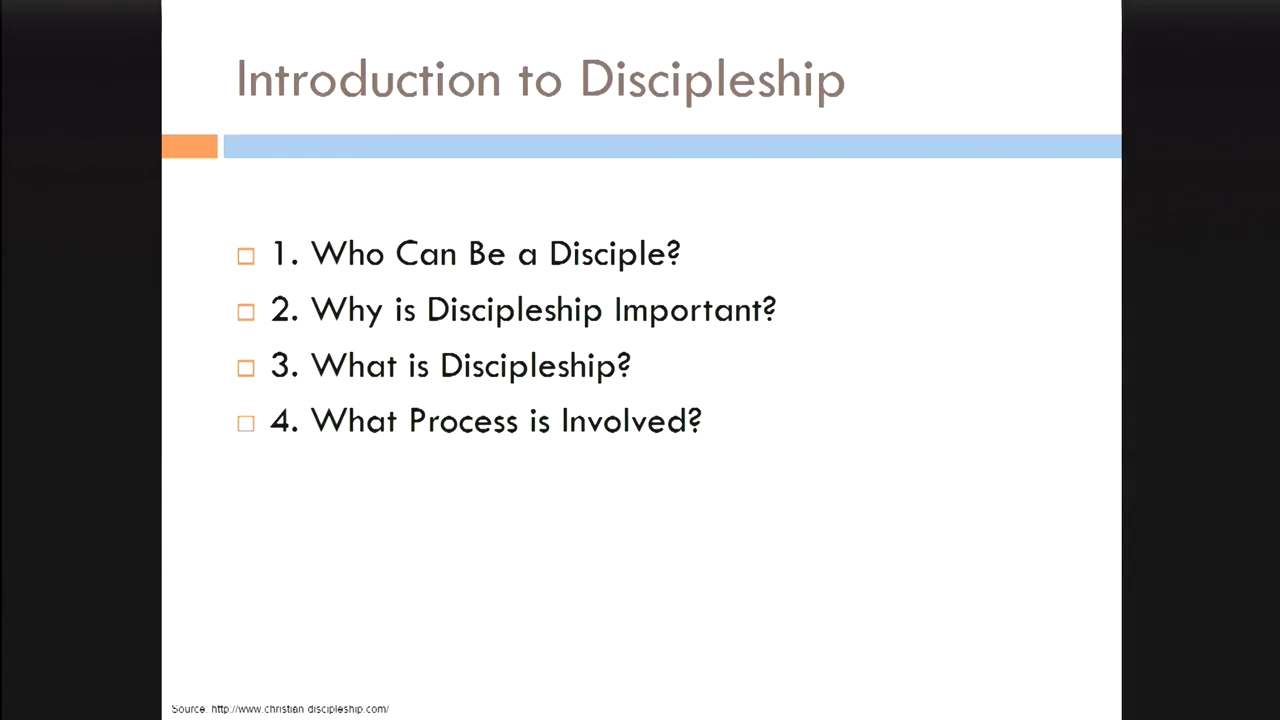 Introduction to Discipleship
1. Who Can Be a Disciple?
2. Why is Discipleship Important?
3. What is Discipleship?
4. What Process is Involved?
Source: http://www.christian discipleship.com/